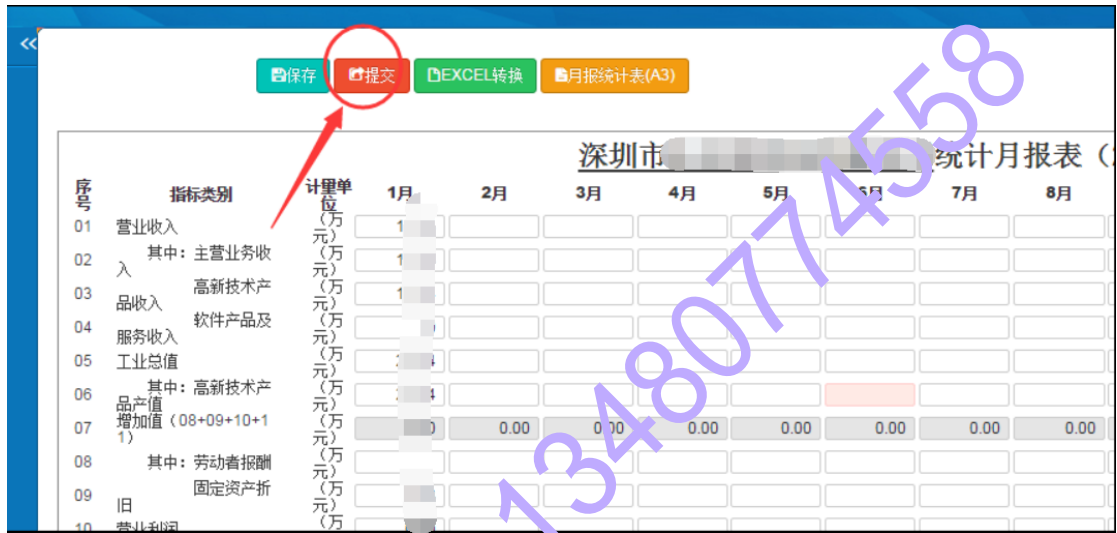 «
保存 提交 EXCEL转换 月报统计表(A3)
深圳市 统计月报表（
序号 指标类别 计量单位 1月 2月 3月 4月 5月 6月 7月 8月
01 营业收入 （万元）
02 其中：主营业务收入 （万元）
03 高新技术产品收入 （万元）
04 软件产品及服务收入 （万元）
05 工业总值 （万元）
06 其中：高新技术产品产值 （万元）
07 增加值（08+09+10+11） （万元） 0.00 0.00 0.00 0.00 0.00 0.00 0.00
08 其中：劳动者报酬 （万元）
09 固定资产折旧 （万元）
10 营业利润 （万
13480774558